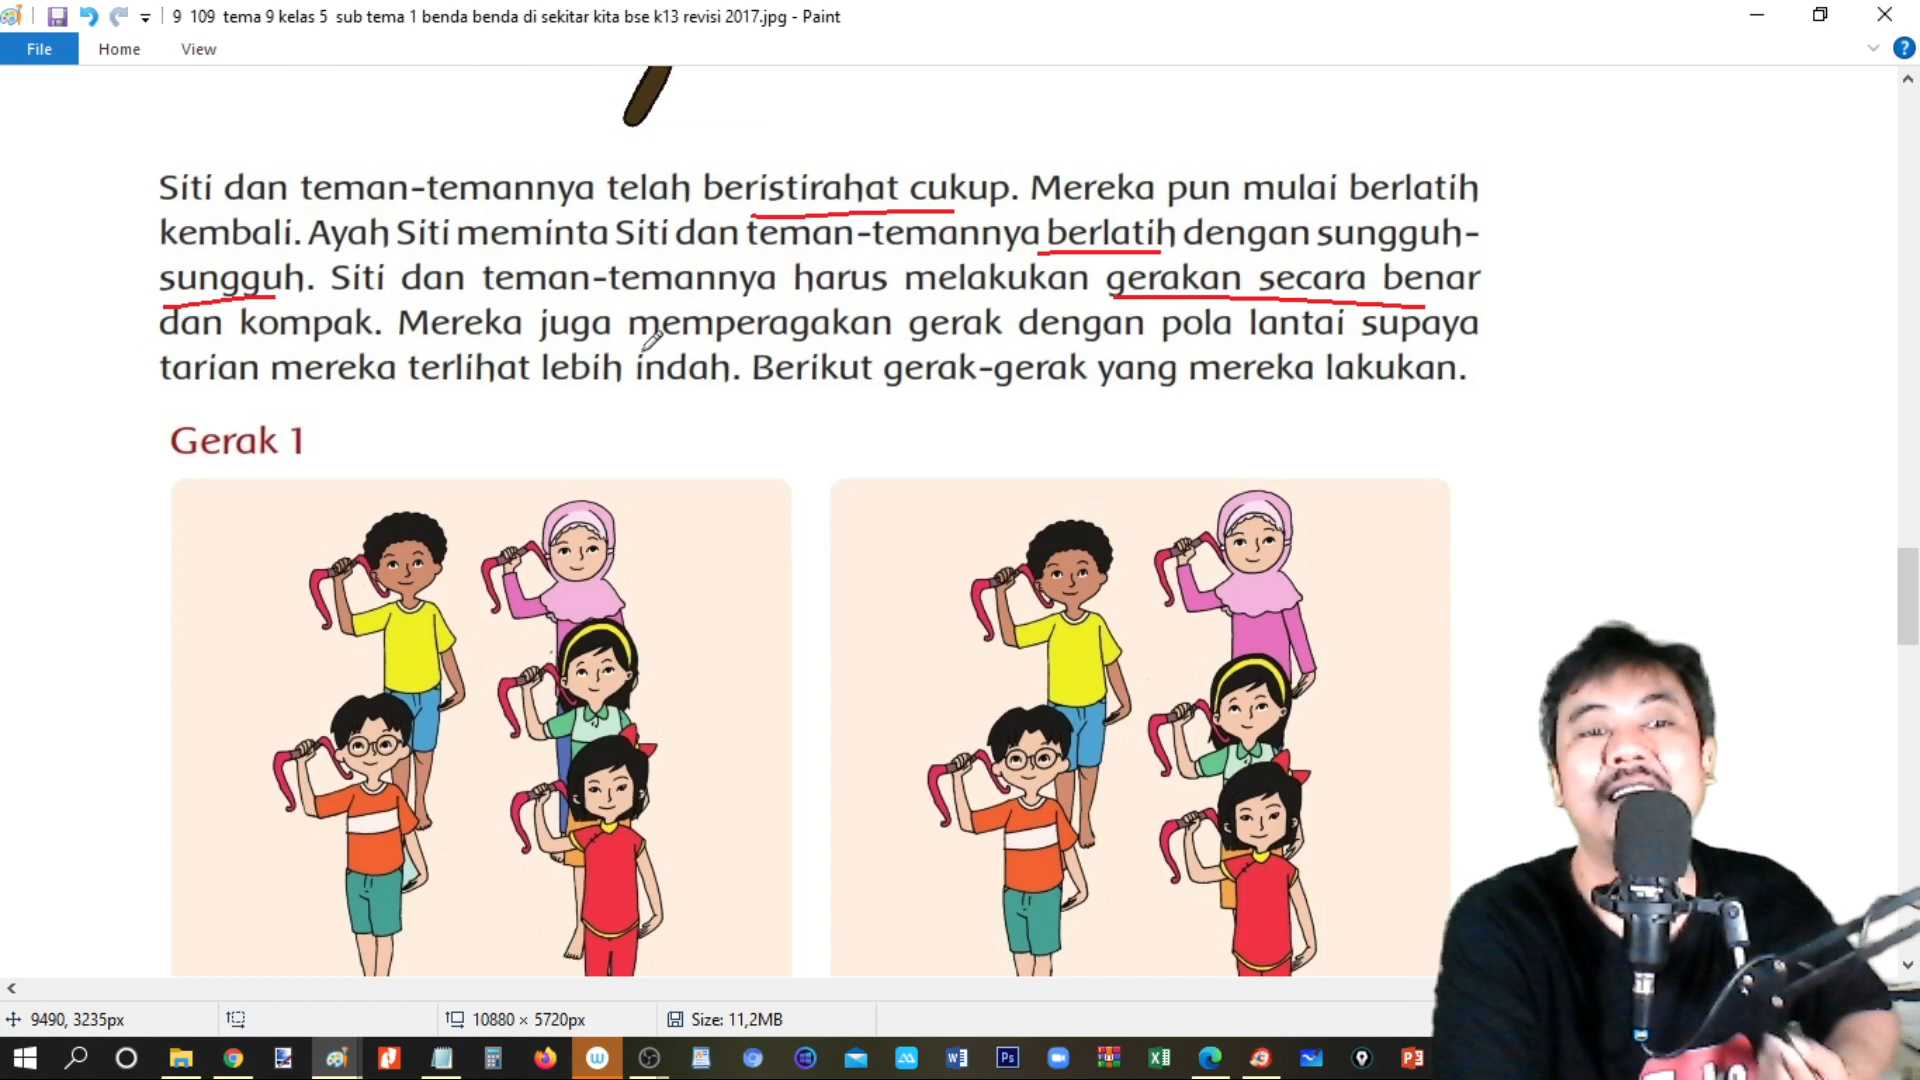 9 109 tema 9 kelas 5 sub tema 1 benda benda di sekitar kita bse k13 revisi 2017.jpg - Paint
File Home View
Siti dan teman-temannya telah beristirahat cukup. Mereka pun mulai berlatih
kembali. Ayah Siti meminta Siti dan teman-temannya berlatih dengan sungguh-
sungguh. Siti dan teman-temannya harus melakukan gerakan secara benar
dan kompak. Mereka juga memperagakan gerak dengan pola lantai supaya
tarian mereka terlihat lebih indah. Berikut gerak-gerak yang mereka lakukan.
Gerak 1
9490, 3235px 10880 × 5720px Size: 11,2MB